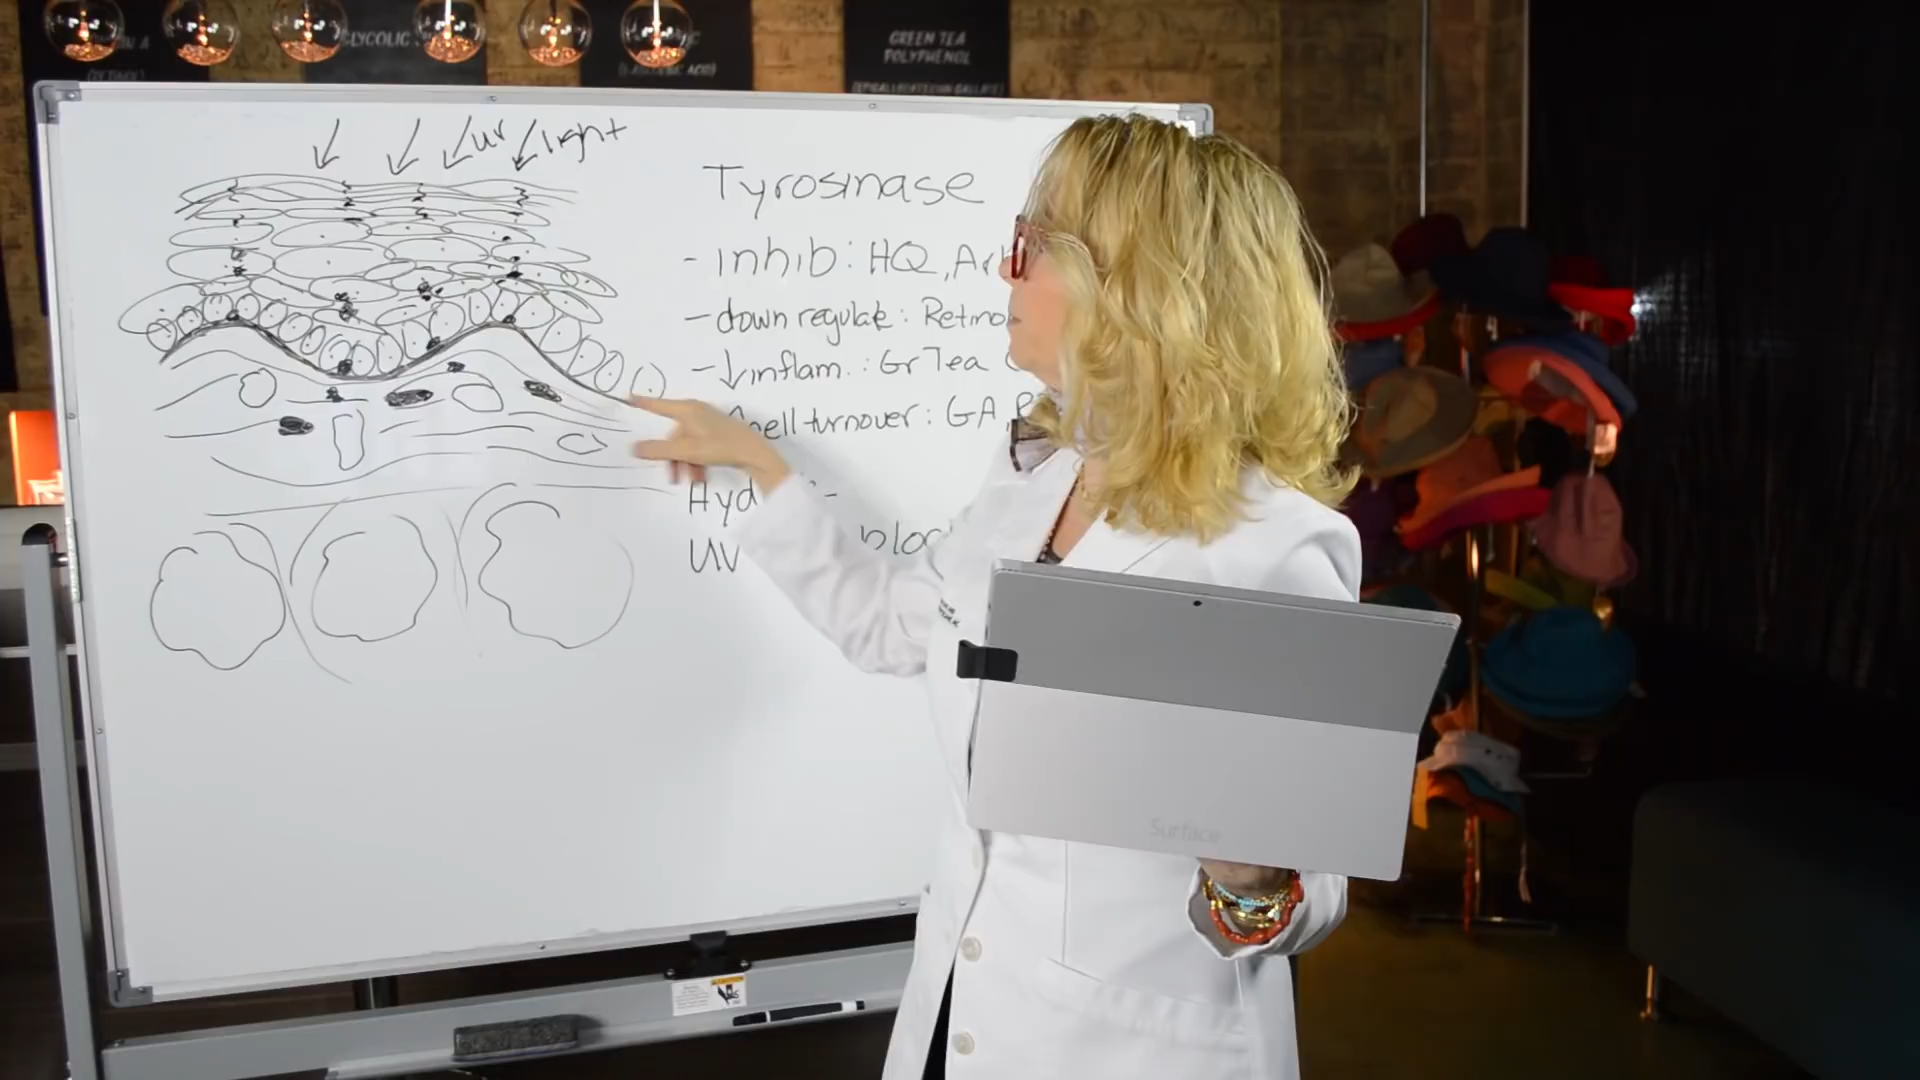 GLYCOLIC
GREEN TEA
POLYPHENOL
UV light
Tyrosinase
- inhib: HQ, Ar
- down regulate: Retino
- ↓ inflam.: Gr Tea
cell turnover: GA,
Hyd
UV bloc
Surface